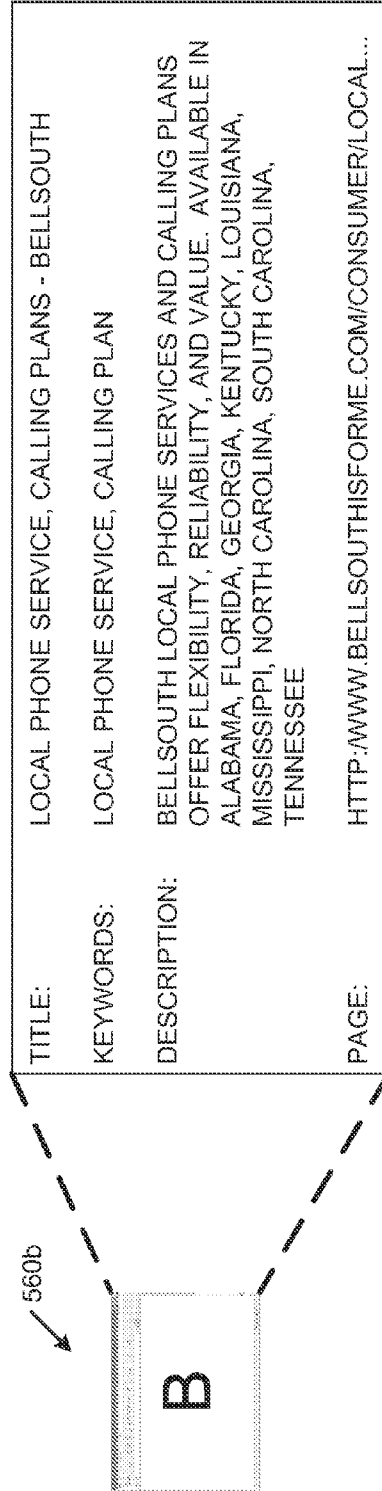 560b
B
TITLE: LOCAL PHONE SERVICE, CALLING PLANS - BELLSOUTH
KEYWORDS: LOCAL PHONE SERVICE, CALLING PLAN
DESCRIPTION: BELLSOUTH LOCAL PHONE SERVICES AND CALLING PLANS
OFFER FLEXIBILITY, RELIABILITY, AND VALUE. AVAILABLE IN
ALABAMA, FLORIDA, GEORGIA, KENTUCKY, LOUISIANA,
MISSISSIPPI, NORTH CAROLINA, SOUTH CAROLINA,
TENNESSEE
PAGE: HTTP:/WWW.BELLSOUTHISFORME.COM/CONSUMER/LOCAL...